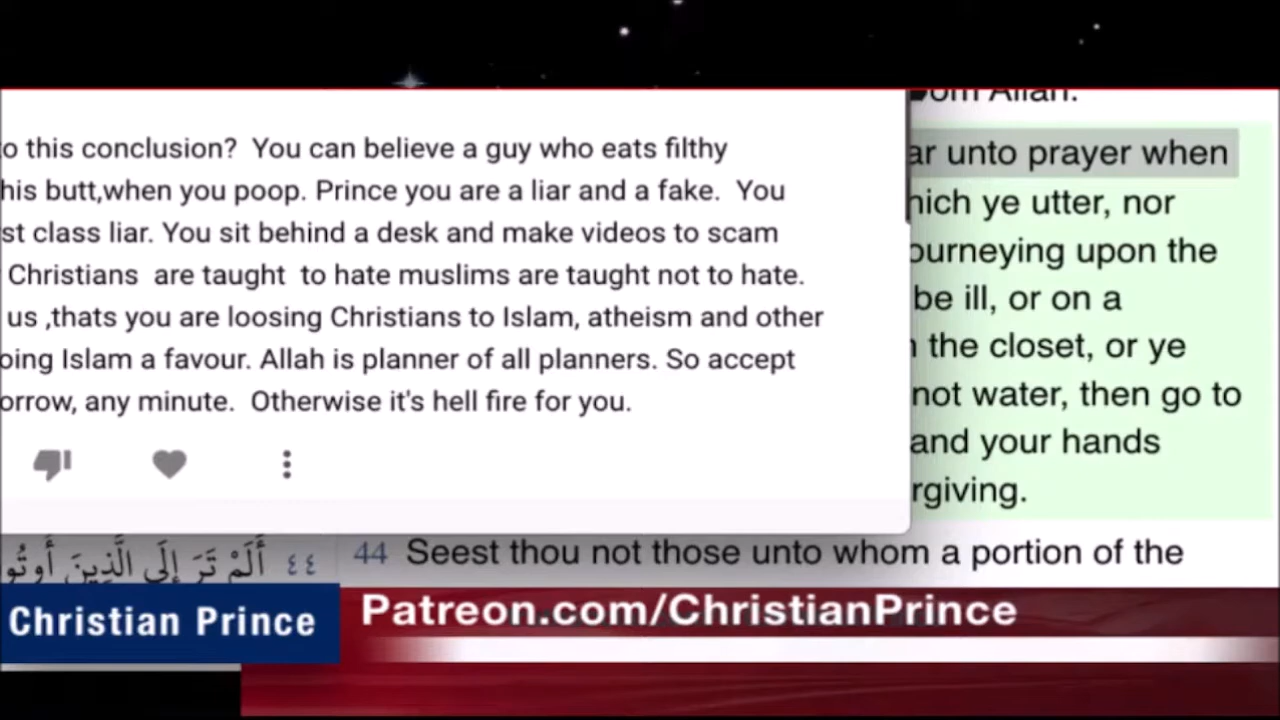 o this conclusion?  You can believe a guy who eats filthy
his butt,when you poop. Prince you are a liar and a fake.  You
st class liar. You sit behind a desk and make videos to scam
Christians  are taught  to hate muslims are taught not to hate.
us ,thats you are loosing Christians to Islam, atheism and other
oing Islam a favour. Allah is planner of all planners. So accept
orrow, any minute.  Otherwise it's hell fire for you.
om Allah.
ar unto prayer when
hich ye utter, nor
ourneying upon the
be ill, or on a
the closet, or ye
not water, then go to
and your hands
rgiving.
٤٤ أَلَمْ تَرَ إِلَى الَّذِينَ أُوتُو
44 Seest thou not those unto whom a portion of the
Christian Prince
Patreon.com/ChristianPrince